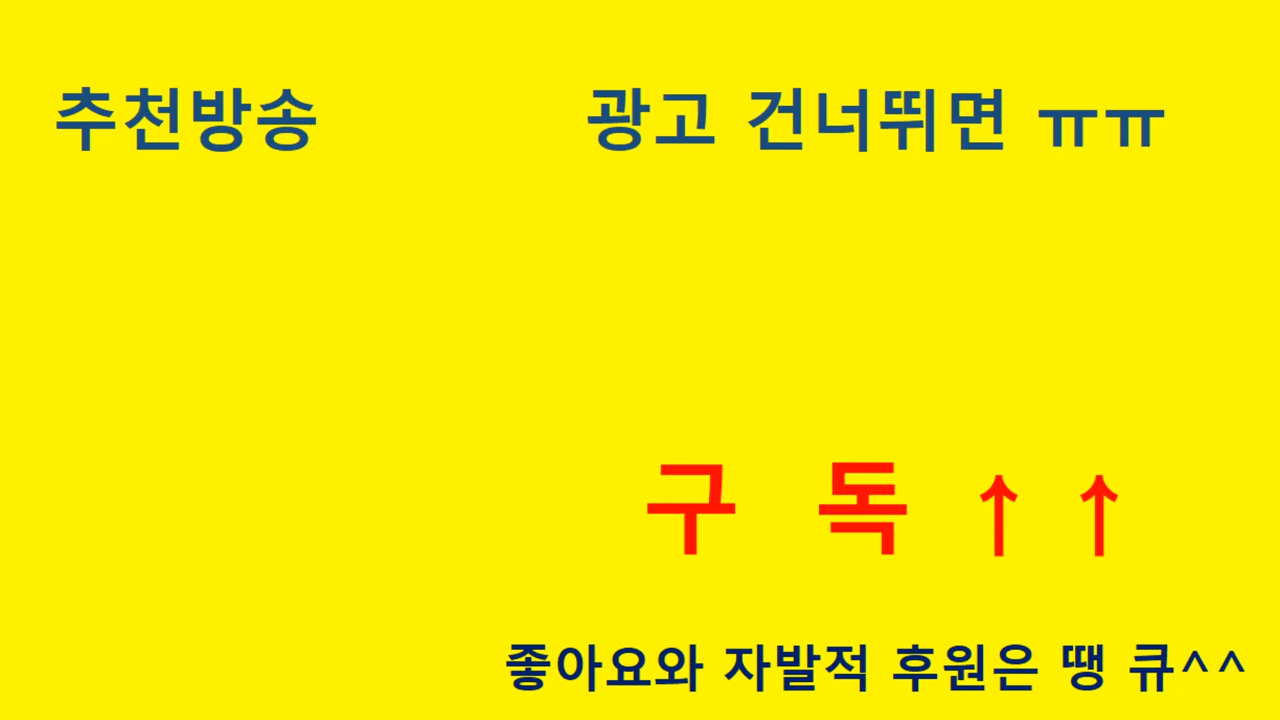 추천방송 광고 건너뛰면 ㅠㅠ
구 독 ↑ ↑
좋아요와 자발적 후원은 땡 큐^^